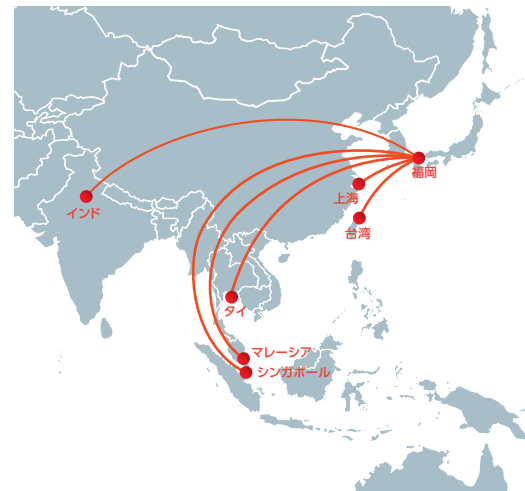 福岡
上海
インド
台湾
タイ
マレーシア
シンガポール